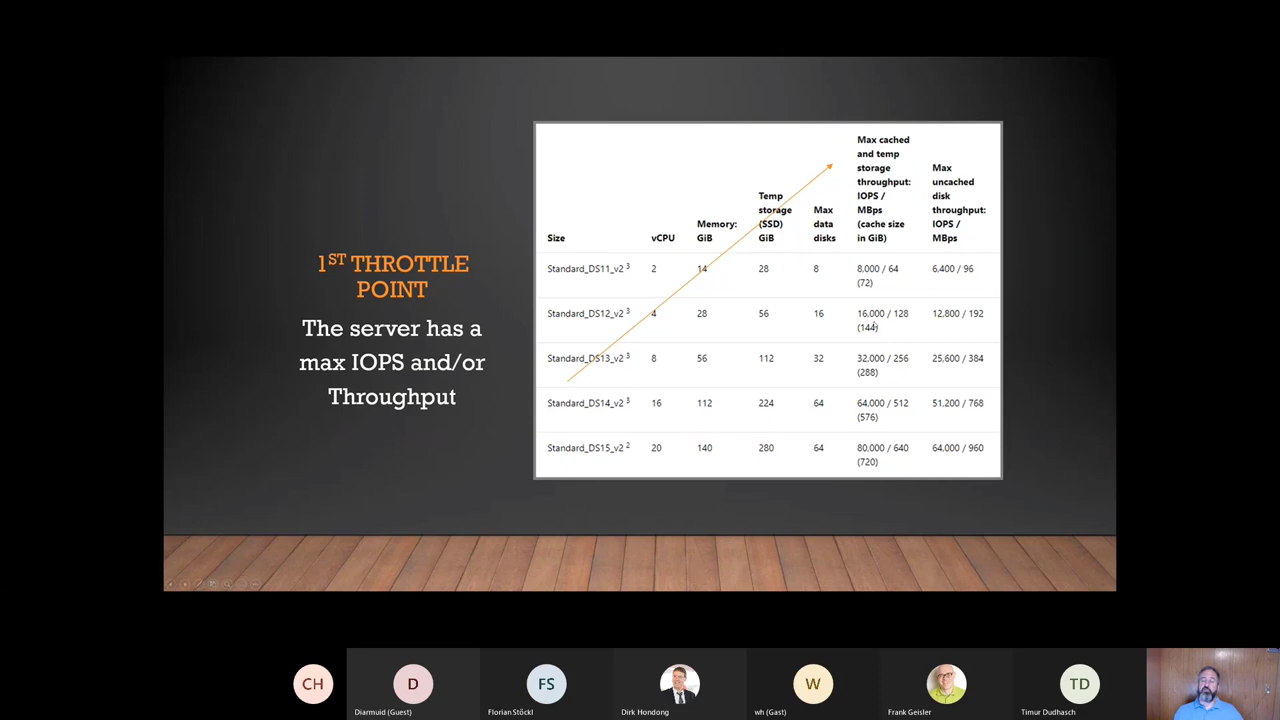 1ST THROTTLE
POINT
The server has a
max IOPS and/or
Throughput
Size
vCPU
Memory:
GiB
Temp
storage
(SSD)
GiB
Max
data
disks
Max cached
and temp
storage
throughput:
IOPS /
MBps
(cache size
in GiB)
Max
uncached
disk
throughput:
IOPS /
MBps
Standard_DS11_v2 3 2 14 28 8 8,000 / 64 6,400 / 96
(72)
Standard_DS12_v2 3 4 28 56 16 16,000 / 128 12,800 / 192
(144)
Standard_DS13_v2 3 8 56 112 32 32,000 / 256 25,600 / 384
(288)
Standard_DS14_v2 3 16 112 224 64 64,000 / 512 51,200 / 768
(576)
Standard_DS15_v2 2 20 140 280 64 80,000 / 640 64,000 / 960
(720)
CH D FS W TD
Diarmuid (Guest) Florian Stöckl Dirk Hondong wh (Gast) Frank Geisler Timur Dudhasch